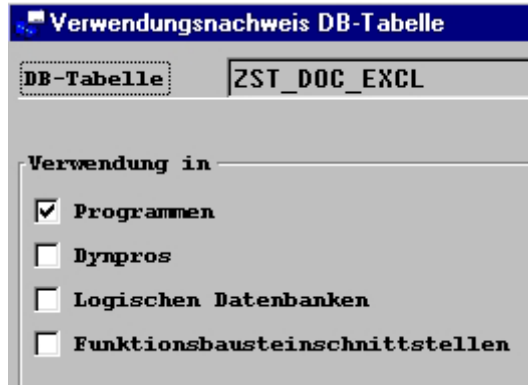 Verwendungsnachweis DB-Tabelle
DB-Tabelle ZST_DOC_EXCL
Verwendung in
Programmen
Dynpros
Logischen Datenbanken
Funktionsbausteinschnittstellen